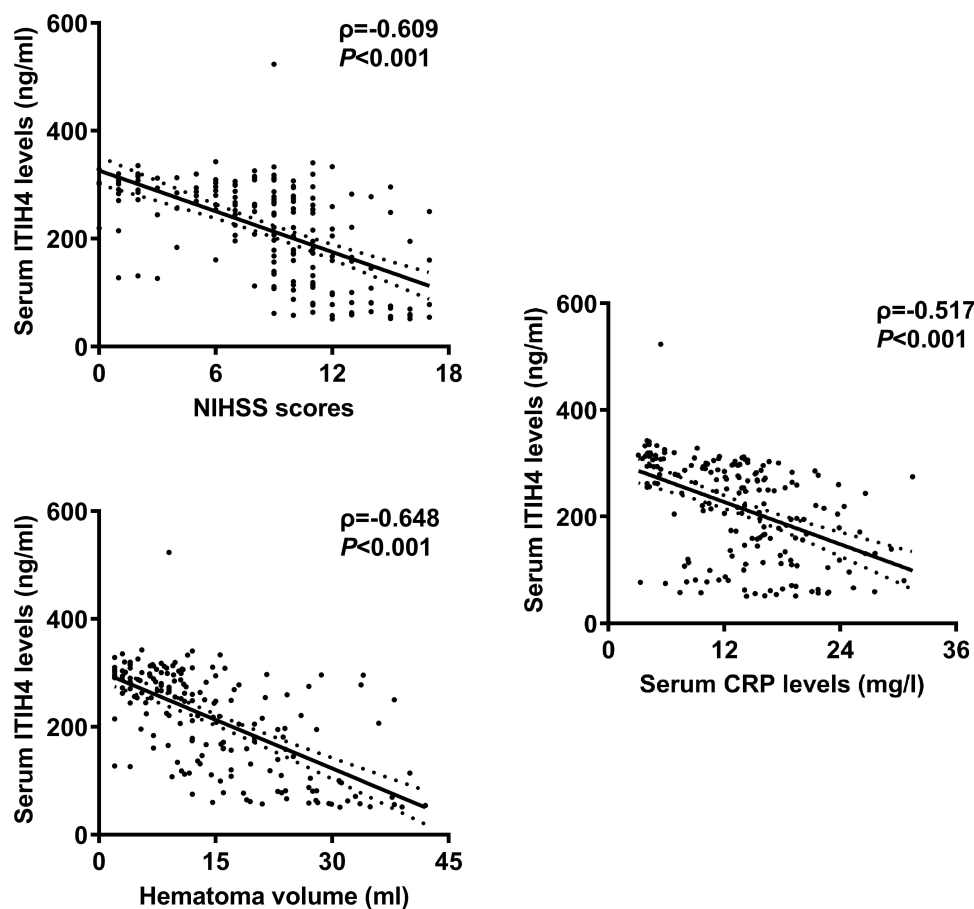 ρ=-0.609
P<0.001
Serum ITIH4 levels (ng/ml)
600
400
200
0
0 6 12 18
NIHSS scores
ρ=-0.517
P<0.001
Serum ITIH4 levels (ng/ml)
600
400
200
0
0 12 24 36
Serum CRP levels (mg/l)
ρ=-0.648
P<0.001
Serum ITIH4 levels (ng/ml)
600
400
200
0
0 15 30 45
Hematoma volume (ml)